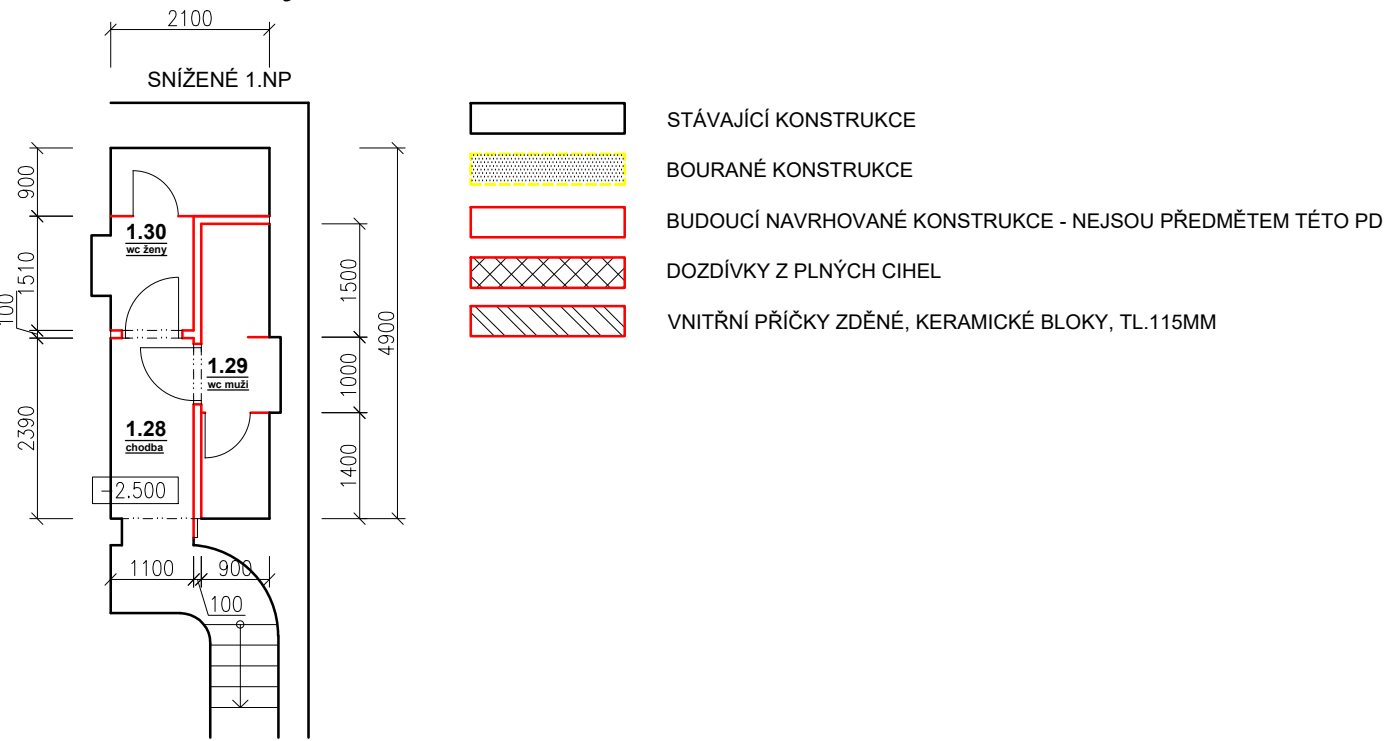 2100
SNÍŽENÉ 1.NP
STÁVAJÍCÍ KONSTRUKCE
BOURANÉ KONSTRUKCE
BUDOUCÍ NAVRHOVANÉ KONSTRUKCE - NEJSOU PŘEDMĚTEM TÉTO PD
DOZDÍVKY Z PLNÝCH CIHEL
VNITŘNÍ PŘÍČKY ZDĚNÉ, KERAMICKÉ BLOKY, TL.115MM
900
1510
100
2390
1.30
wc ženy
1.29
wc muži
1.28
chodba
-2.500
1500
1000
1400
4900
1100
900
100